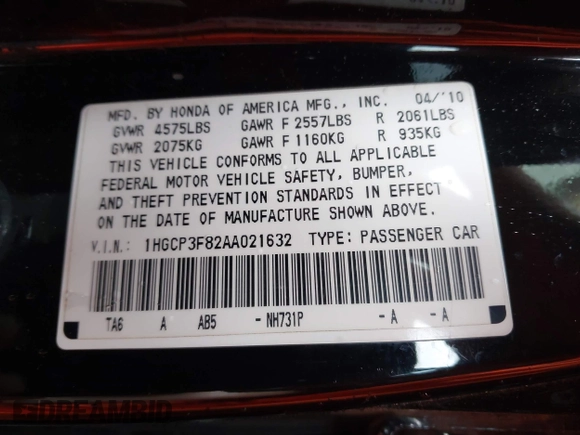 MFD. BY HONDA OF AMERICA MFG., INC. 04/'10
GVWR 4575LBS GAWR F 2557LBS R 2061LBS
GVWR 2075KG GAWR F 1160KG R 935KG
THIS VEHICLE CONFORMS TO ALL APPLICABLE
FEDERAL MOTOR VEHICLE SAFETY, BUMPER,
AND THEFT PREVENTION STANDARDS IN EFFECT
ON THE DATE OF MANUFACTURE SHOWN ABOVE.
V.I.N.: 1HGCP3F82AA021632 TYPE: PASSENGER CAR
TA6 A AB5 - NH731P - A - A
DREAMBID